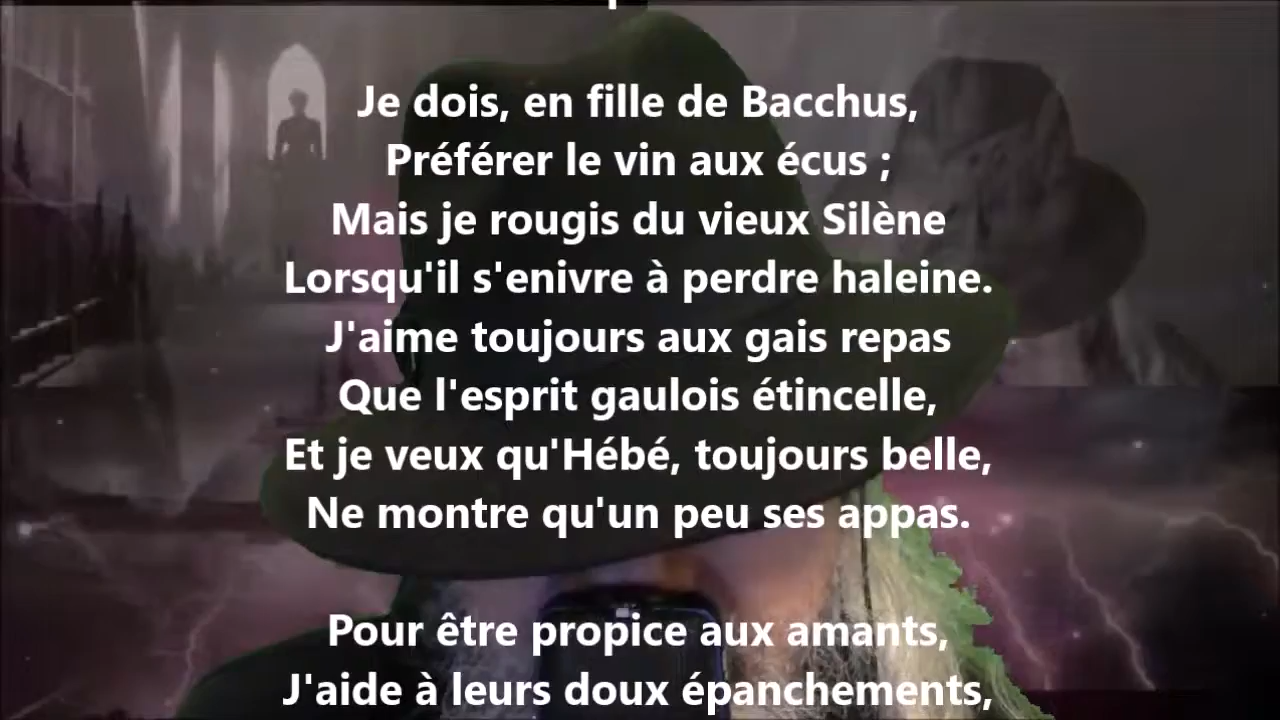 Je dois, en fille de Bacchus,
Préférer le vin aux écus ;
Mais je rougis du vieux Silène
Lorsqu'il s'enivre à perdre haleine.
J'aime toujours aux gais repas
Que l'esprit gaulois étincelle,
Et je veux qu'Hébé, toujours belle,
Ne montre qu'un peu ses appas.
Pour être propice aux amants,
J'aide à leurs doux épanchements,